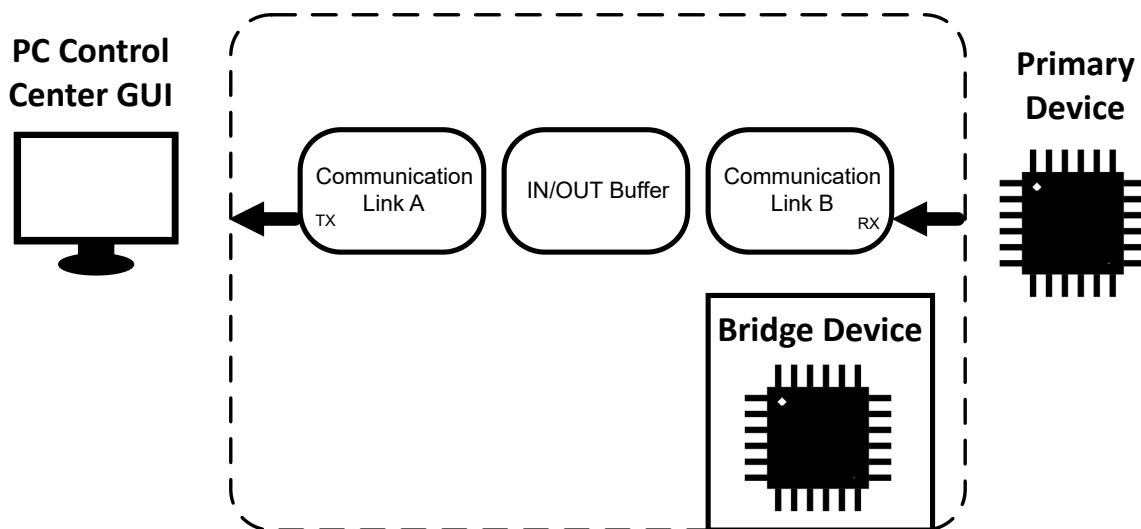 PC Control
Center GUI
Communication
Link A
TX
IN/OUT Buffer
Communication
Link B
RX
Primary
Device
Bridge Device